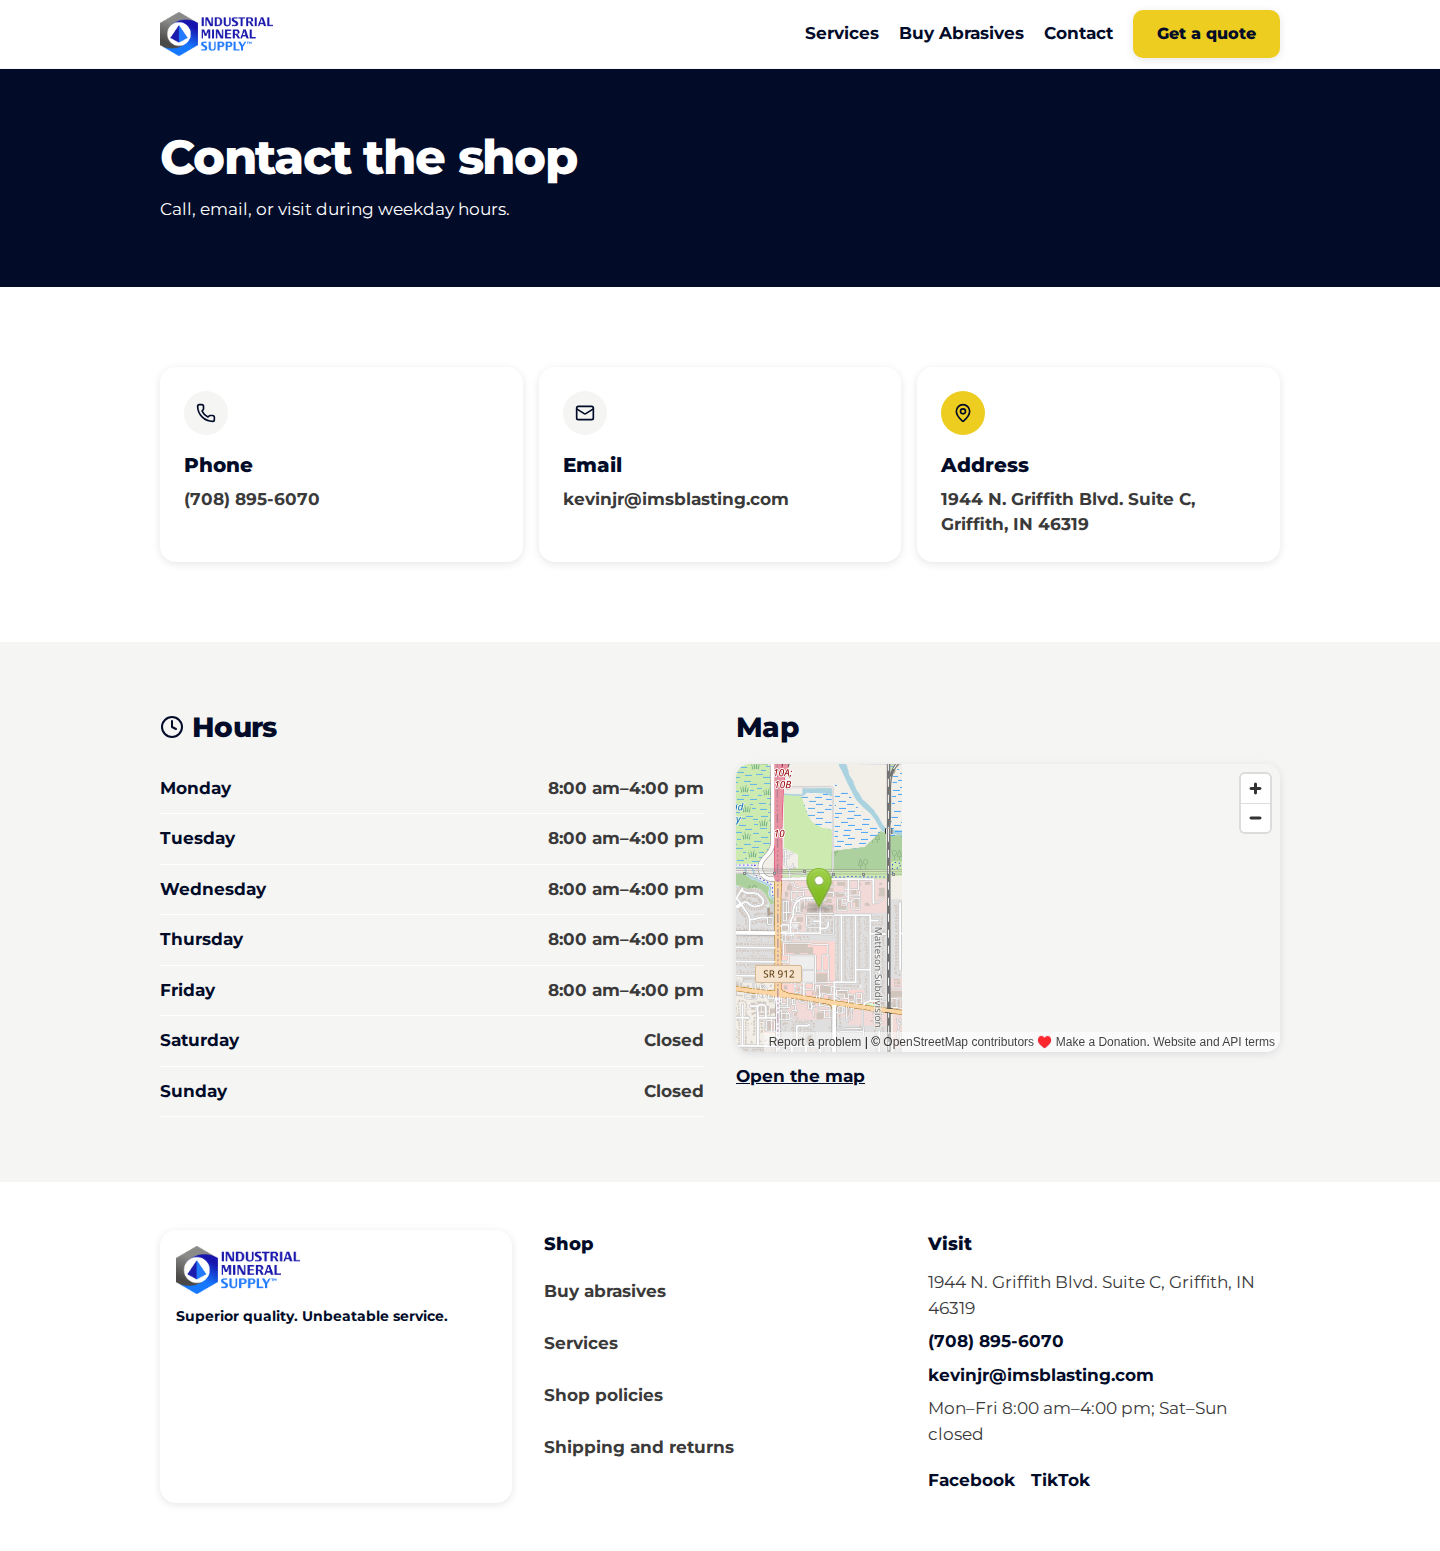 INDUSTRIAL
MINERAL
SUPPLY™
Services
Buy Abrasives
Contact
Get a quote
Contact the shop
Call, email, or visit during weekday hours.
Phone
(708) 895-6070
Email
kevinjr@imsblasting.com
Address
1944 N. Griffith Blvd. Suite C,
Griffith, IN 46319
Hours
Monday 8:00 am–4:00 pm
Tuesday 8:00 am–4:00 pm
Wednesday 8:00 am–4:00 pm
Thursday 8:00 am–4:00 pm
Friday 8:00 am–4:00 pm
Saturday Closed
Sunday Closed
Map
10A;
10B
10
SR 912
Matteson Subdivision
Report a problem | © OpenStreetMap contributors ❤️ Make a Donation. Website and API terms
Open the map
INDUSTRIAL
MINERAL
SUPPLY™
Superior quality. Unbeatable service.
Shop
Buy abrasives
Services
Shop policies
Shipping and returns
Visit
1944 N. Griffith Blvd. Suite C, Griffith, IN
46319
(708) 895-6070
kevinjr@imsblasting.com
Mon–Fri 8:00 am–4:00 pm; Sat–Sun
closed
Facebook TikTok